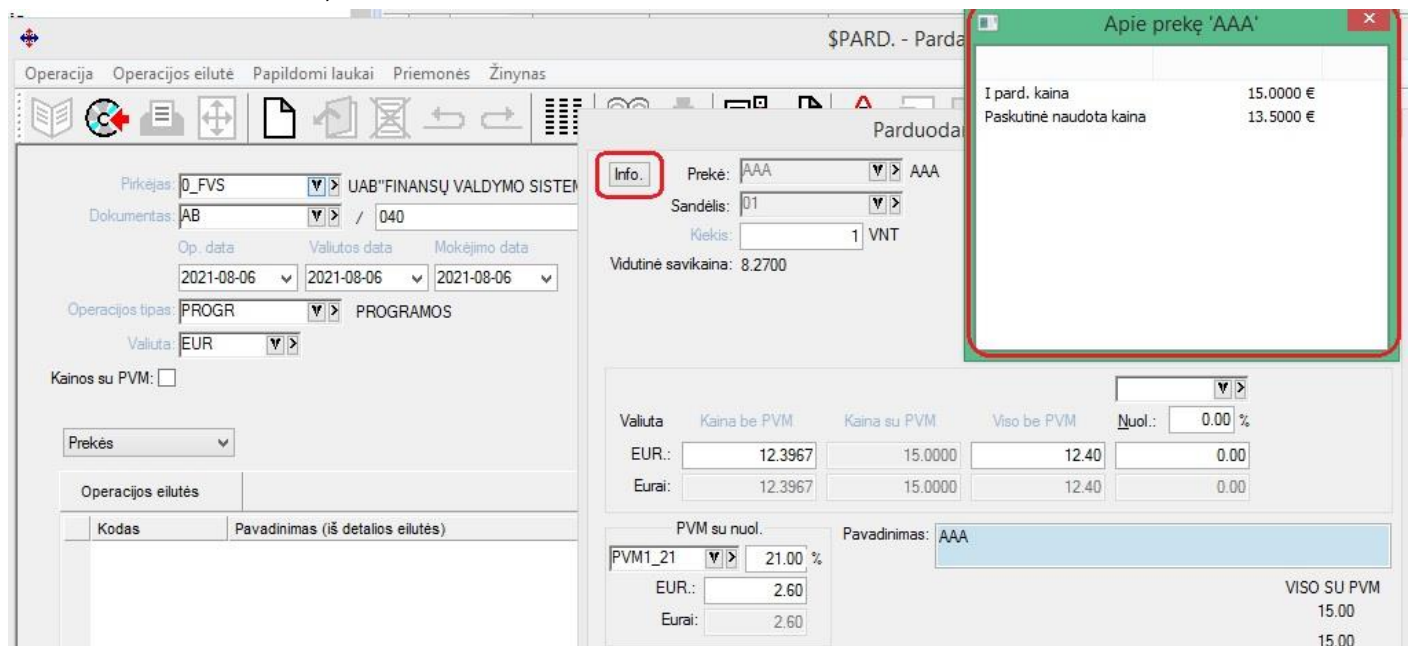 $PARD. - Parda
Apie prekę 'AAA'
Operacija Operacijos eilutė Papildomi laukai Priemonės Žinynas
I pard. kaina 15.0000 €
Paskutinė naudota kaina 13.5000 €
Parduodar
Info. Prekė: AAA AAA
Pirkėjas: 0_FVS UAB"FINANSŲ VALDYMO SISTEM
Sandėlis: 01
Dokumentas: AB / 040
Kiekis: 1 VNT
Op. data Valiutos data Mokėjimo data
Vidutinė savikaina: 8.2700
2021-08-06 2021-08-06 2021-08-06
Operacijos tipas: PROGR PROGRAMOS
Valiuta: EUR
Kainos su PVM:
Valiuta Kaina be PVM Kaina su PVM Viso be PVM Nuol.: 0.00 %
Prekės
EUR.: 12.3967 15.0000 12.40 0.00
Eurai: 12.3967 15.0000 12.40 0.00
Operacijos eilutės
Kodas Pavadinimas (iš detalios eilutės)
PVM su nuol.
Pavadinimas: AAA
PVM1_21 21.00 %
EUR.: 2.60
VISO SU PVM
15.00
Eurai: 2.60
15.00